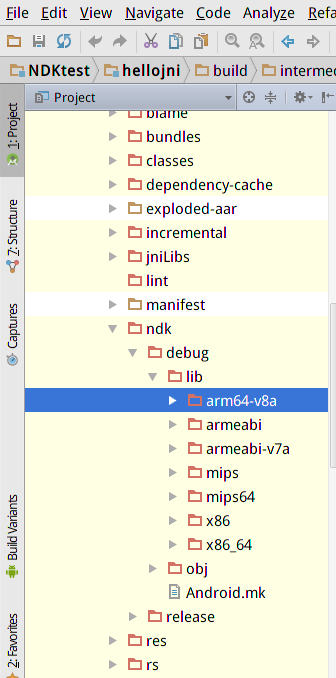 File Edit View Navigate Code Analyze Refac
NDKtest hellojni build intermed
1: Project
Project
blame
bundles
classes
dependency-cache
exploded-aar
incremental
jniLibs
lint
manifest
ndk
debug
lib
arm64-v8a
armeabi
armeabi-v7a
mips
mips64
x86
x86_64
obj
Android.mk
release
res
rs
7: Structure
Captures
Build Variants
2: Favorites